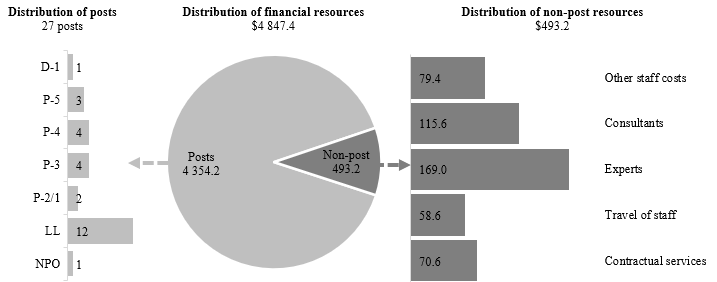 Distribution of posts
27 posts
D-1 1
P-5 3
P-4 4
P-3 4
P-2/1 2
LL 12
NPO 1
Distribution of financial resources
$4 847.4
Posts
4 354.2
Non-post
493.2
Distribution of non-post resources
$493.2
79.4 Other staff costs
115.6 Consultants
169.0 Experts
58.6 Travel of staff
70.6 Contractual services